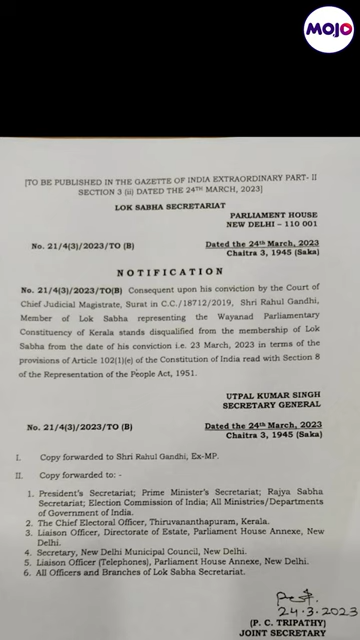 MOJO
[TO BE PUBLISHED IN THE GAZETTE OF INDIA EXTRAORDINARY PART- II
SECTION 3 (ii) DATED THE 24TH MARCH, 2023]
LOK SABHA SECRETARIAT
PARLIAMENT HOUSE
NEW DELHI – 110 001
No. 21/4(3)/2023/TO (B)
Dated the 24th March, 2023
Chaitra 3, 1945 (Saka)
NOTIFICATION
No. 21/4(3)/2023/TO(B) Consequent upon his conviction by the Court of
Chief Judicial Magistrate, Surat in C.C./18712/2019, Shri Rahul Gandhi,
Member of Lok Sabha representing the Wayanad Parliamentary
Constituency of Kerala stands disqualified from the membership of Lok
Sabha from the date of his conviction i.e. 23 March, 2023 in terms of the
provisions of Article 102(1)(e) of the Constitution of India read with Section 8
of the Representation of the People Act, 1951.
UTPAL KUMAR SINGH
SECRETARY GENERAL
No. 21/4(3)/2023/TO (B)
Dated the 24th March, 2023
Chaitra 3, 1945 (Saka)
I. Copy forwarded to Shri Rahul Gandhi, Ex-MP.
II. Copy forwarded to: -
1. President's Secretariat; Prime Minister's Secretariat; Rajya Sabha
Secretariat; Election Commission of India; All Ministries/Departments
of Government of India.
2. The Chief Electoral Officer, Thiruvananthapuram, Kerala.
3. Liaison Officer, Directorate of Estate, Parliament House Annexe, New
Delhi.
4. Secretary, New Delhi Municipal Council, New Delhi.
5. Liaison Officer (Telephones), Parliament House Annexe, New Delhi.
6. All Officers and Branches of Lok Sabha Secretariat.
24.3.2023
(P. C. TRIPATHY)
JOINT SECRETARY